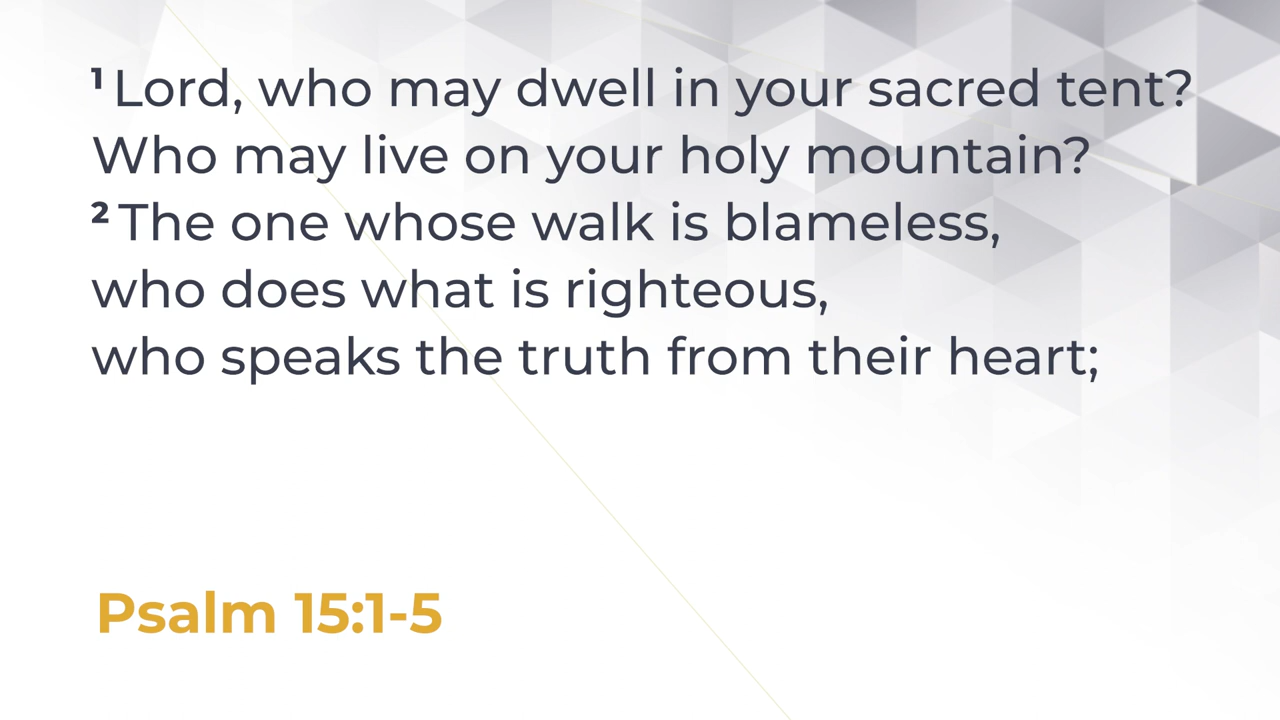 ¹ Lord, who may dwell in your sacred tent?
Who may live on your holy mountain?
² The one whose walk is blameless,
who does what is righteous,
who speaks the truth from their heart;
Psalm 15:1-5